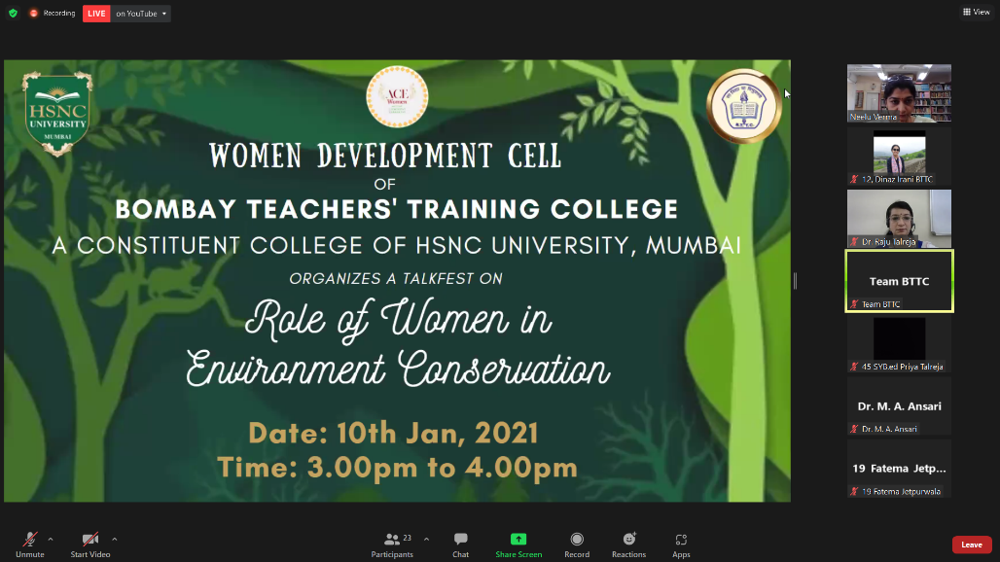 Recording
LIVE on YouTube
View
HSNC
UNIVERSITY
MUMBAI
ACE
Women
WOMEN DEVELOPMENT CELL
OF
BOMBAY TEACHERS' TRAINING COLLEGE
A CONSTITUENT COLLEGE OF HSNC UNIVERSITY, MUMBAI
ORGANIZES A TALKFEST ON
Role of Women in
Environment Conservation
Date: 10th Jan, 2021
Time: 3.00pm to 4.00pm
Neelu Verma
12, Dinaz Irani BTTC
Dr. Raju Talreja
Team BTTC
Team BTTC
45 SYB.ed Priya Talreja
Dr. M. A. Ansari
Dr. M. A. Ansari
19 Fatema Jetp...
19 Fatema Jetpurwala
Unmute
Start Video
23
Participants
Chat
Share Screen
Record
Reactions
Apps
Leave